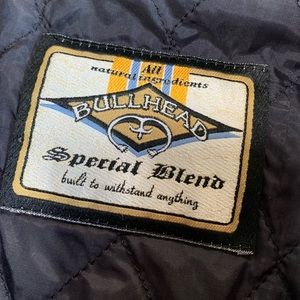 All
natural ingredients
BULLHEAD
Special Blend
built to withstand anything